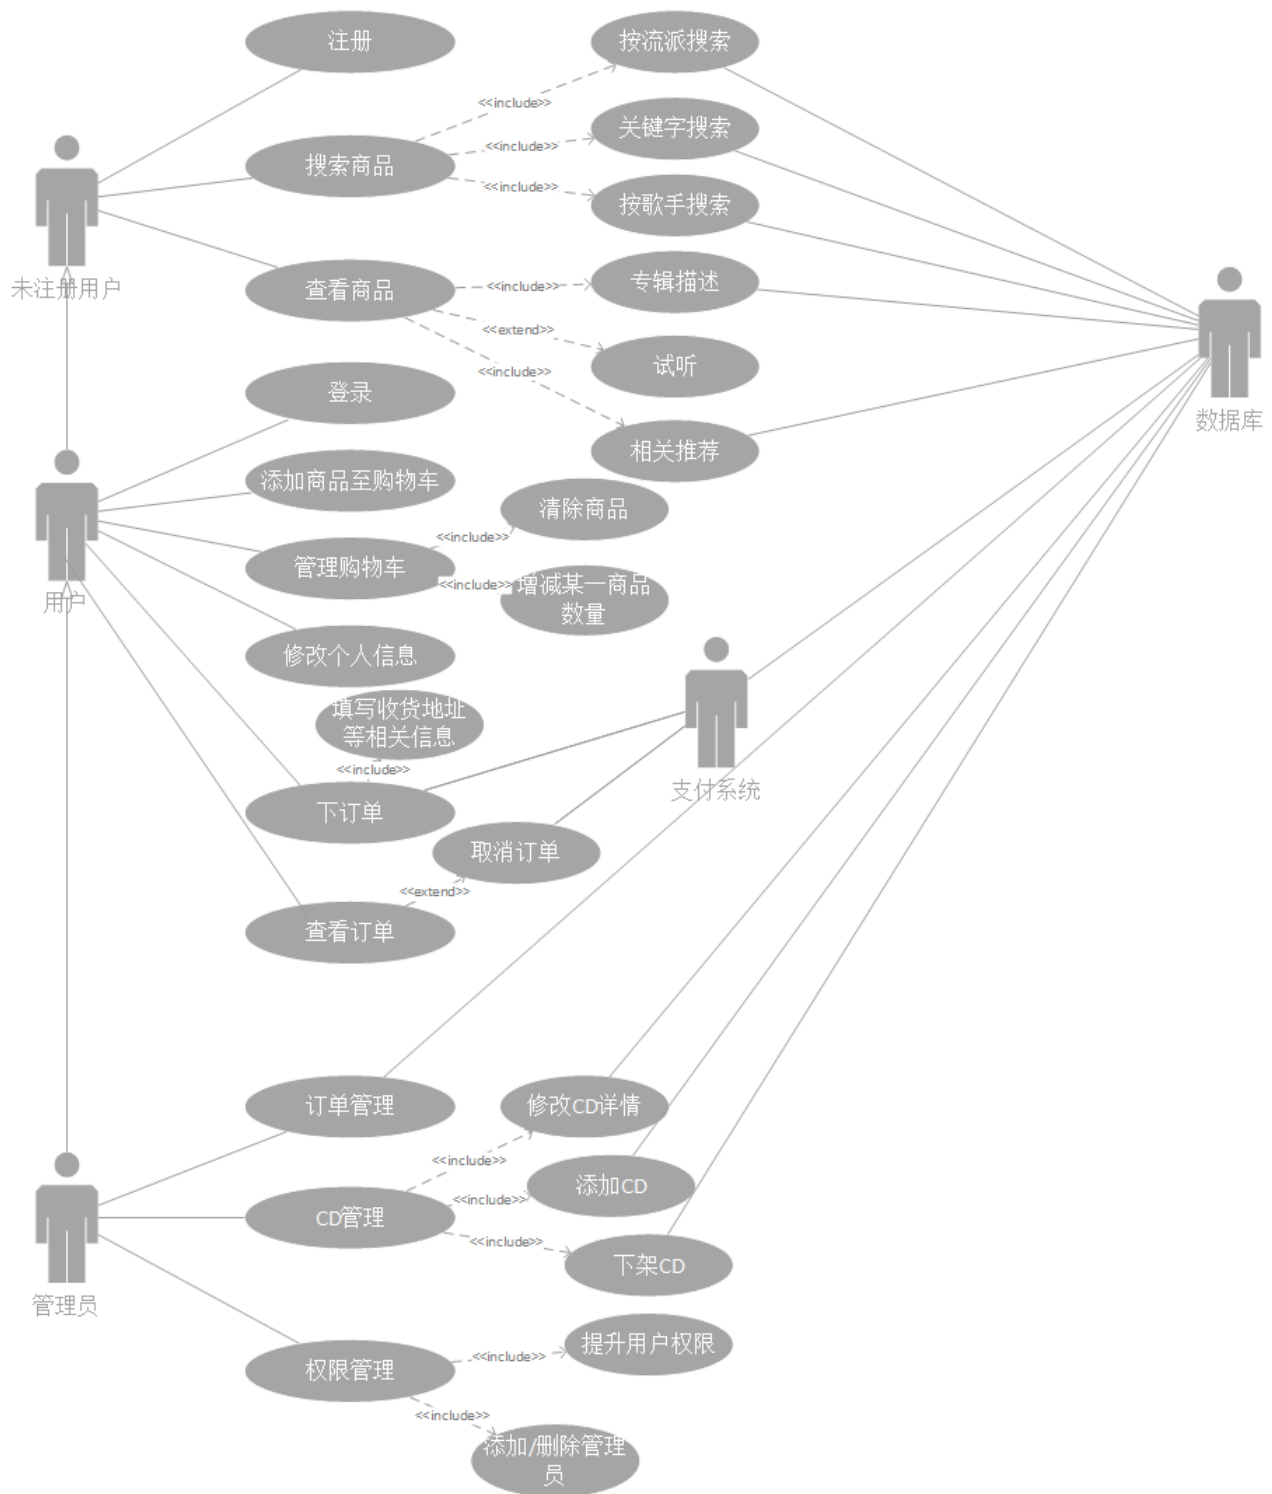 注册
按流派搜索
<<include>>
关键字搜索
<<include>>
搜索商品
<<include>>
按歌手搜索
未注册用户
查看商品
<<include>>
专辑描述
<<extend>>
试听
<<include>>
登录
数据库
相关推荐
添加商品至购物车
清除商品
<<include>>
管理购物车
<<include>>
增减某一商品
数量
用户
修改个人信息
填写收货地址
等相关信息
<<include>>
支付系统
下订单
取消订单
<<extend>>
查看订单
订单管理
修改CD详情
<<include>>
添加CD
<<include>>
CD管理
<<include>>
下架CD
管理员
提升用户权限
<<include>>
权限管理
<<include>>
添加/删除管理
员